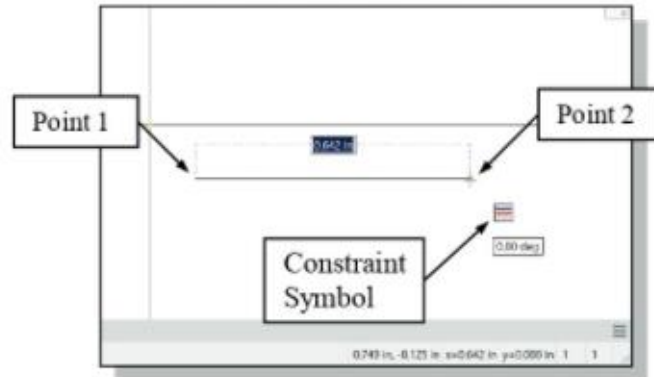 Point 1
0.642 in
Point 2
0.00 deg
Constraint
Symbol
0.749 in, -0.125 in x=0.642 in y=0.000 in 1 1